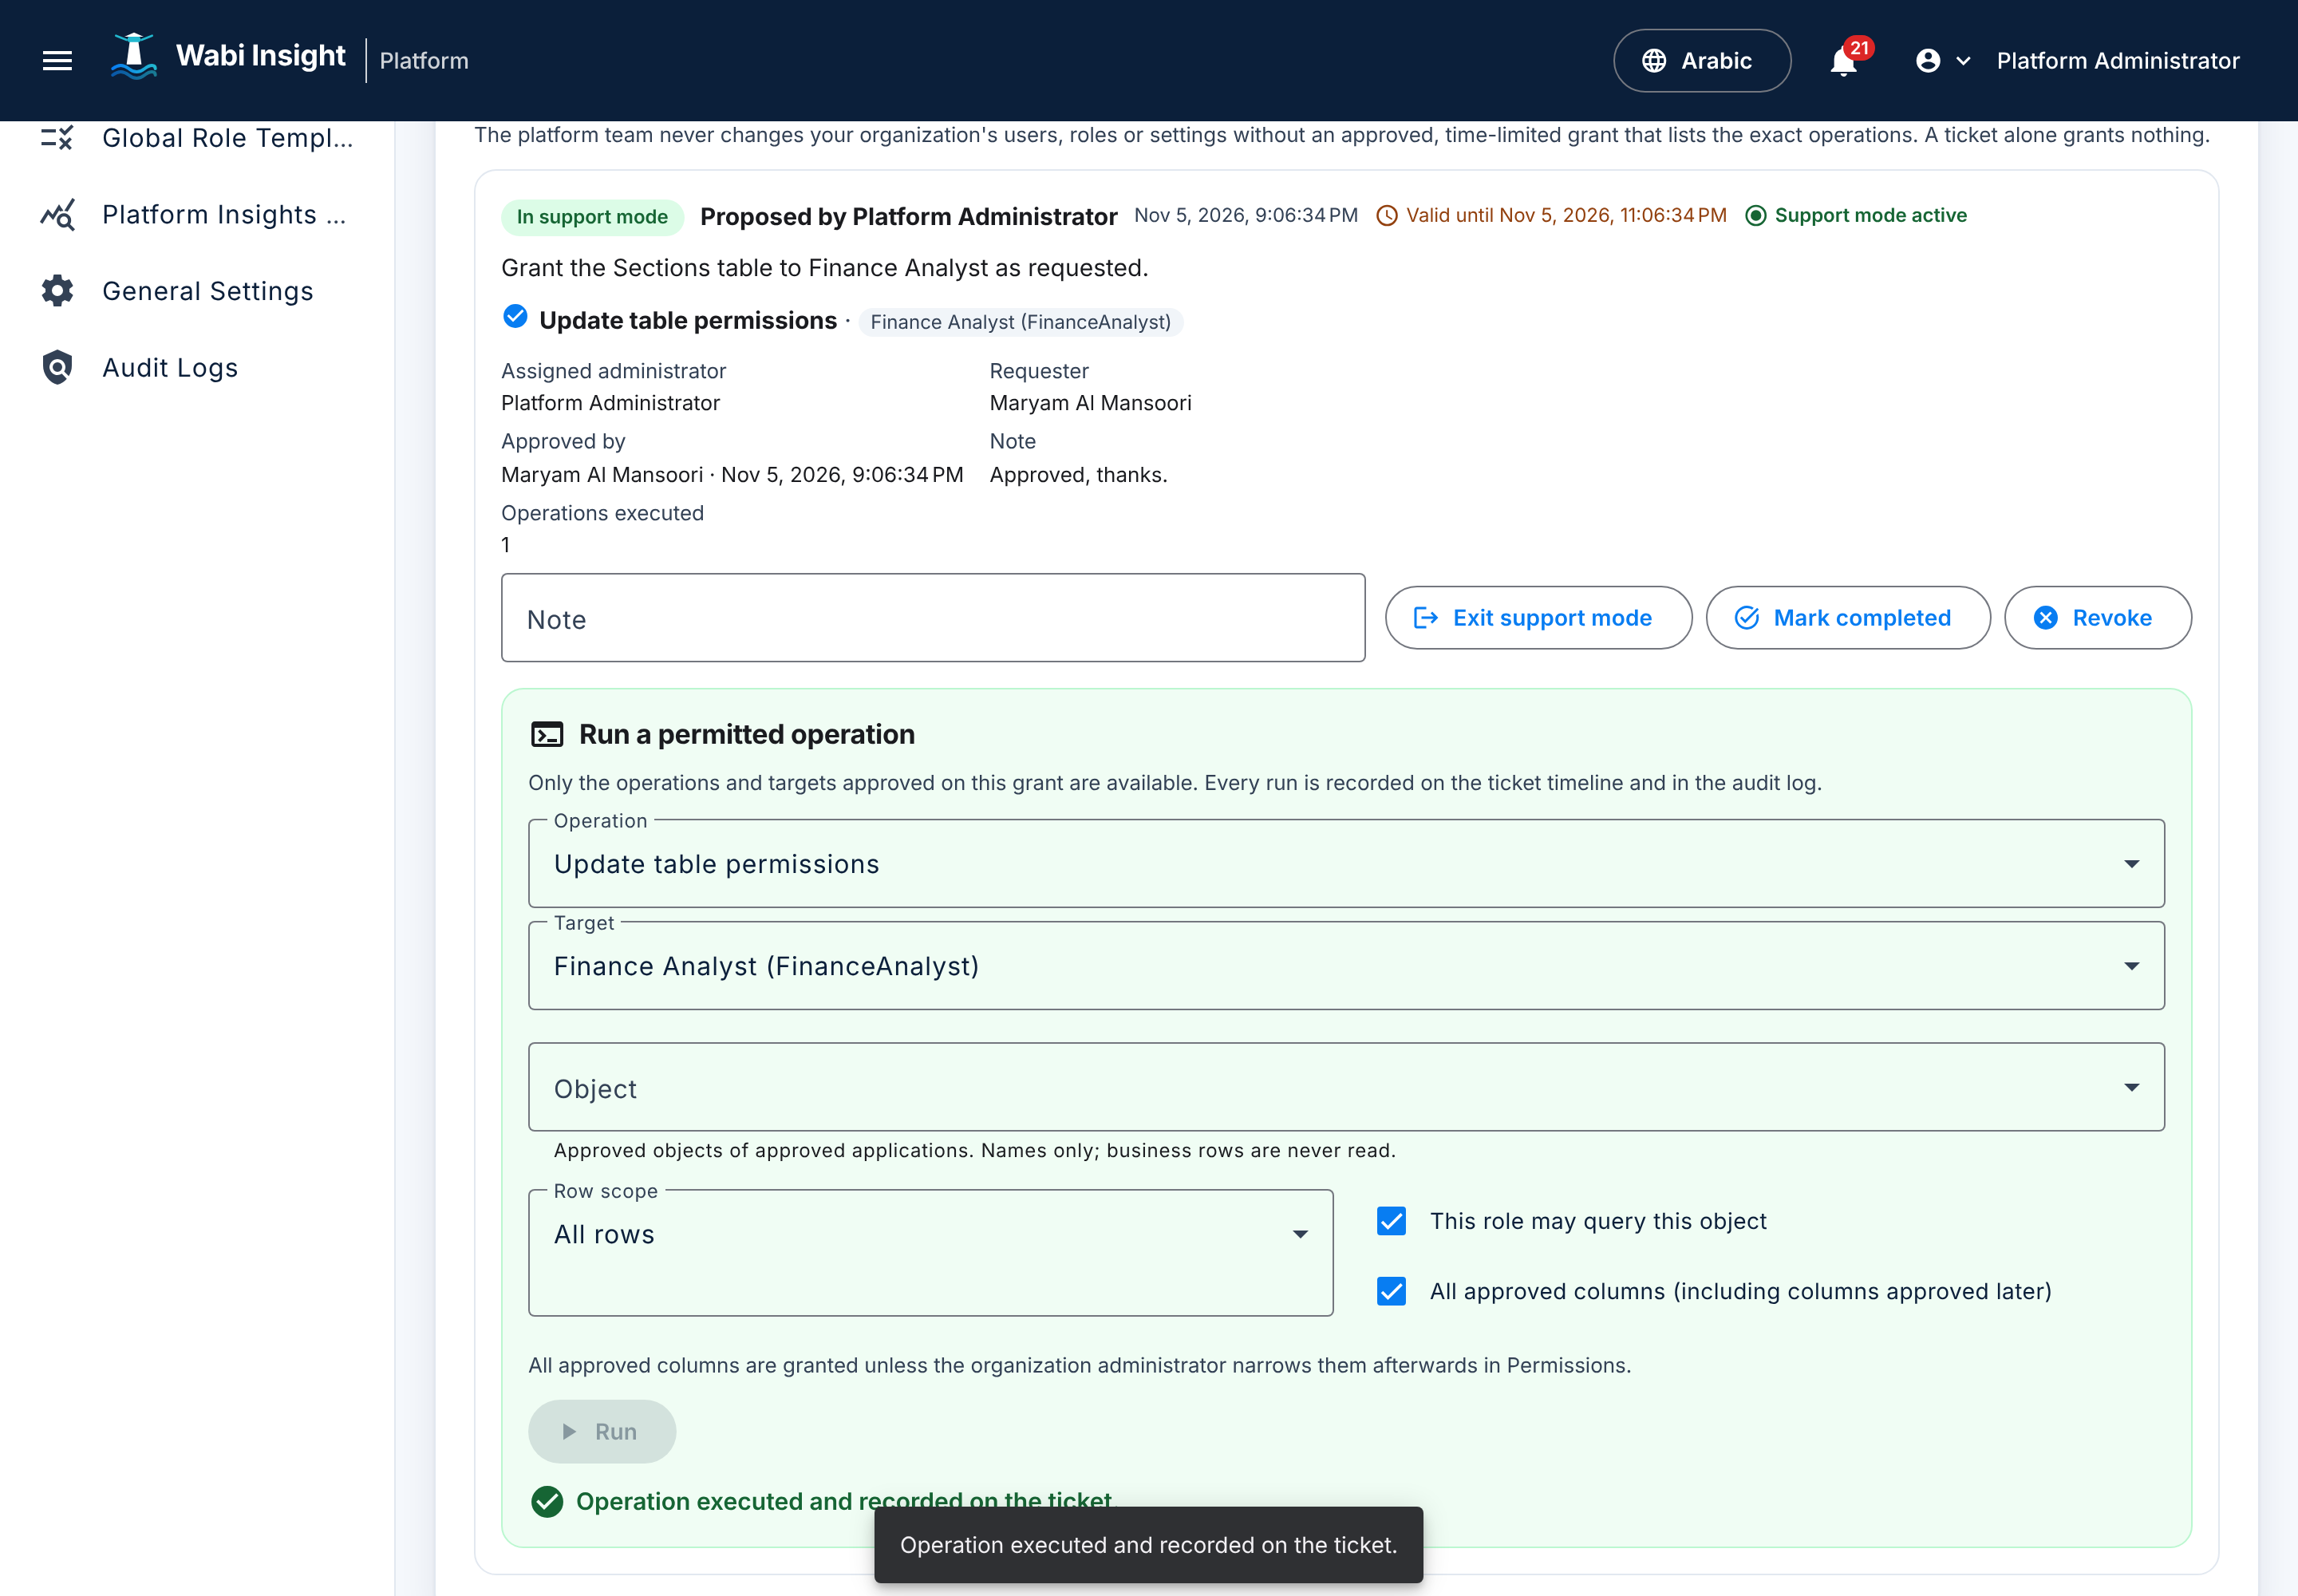 Wabi Insight
Platform
Arabic
21
Platform Administrator
Global Role Templ...
Platform Insights ...
General Settings
Audit Logs
The platform team never changes your organization's users, roles or settings without an approved, time-limited grant that lists the exact operations. A ticket alone grants nothing.
In support mode Proposed by Platform Administrator Nov 5, 2026, 9:06:34 PM Valid until Nov 5, 2026, 11:06:34 PM Support mode active
Grant the Sections table to Finance Analyst as requested.
Update table permissions · Finance Analyst (FinanceAnalyst)
Assigned administrator
Platform Administrator
Requester
Maryam Al Mansoori
Approved by
Maryam Al Mansoori · Nov 5, 2026, 9:06:34 PM
Note
Approved, thanks.
Operations executed
1
Note
Exit support mode
Mark completed
Revoke
Run a permitted operation
Only the operations and targets approved on this grant are available. Every run is recorded on the ticket timeline and in the audit log.
Operation
Update table permissions
Target
Finance Analyst (FinanceAnalyst)
Object
Approved objects of approved applications. Names only; business rows are never read.
Row scope
All rows
This role may query this object
All approved columns (including columns approved later)
All approved columns are granted unless the organization administrator narrows them afterwards in Permissions.
Run
Operation executed and recorded on the ticket.
Operation executed and recorded on the ticket.